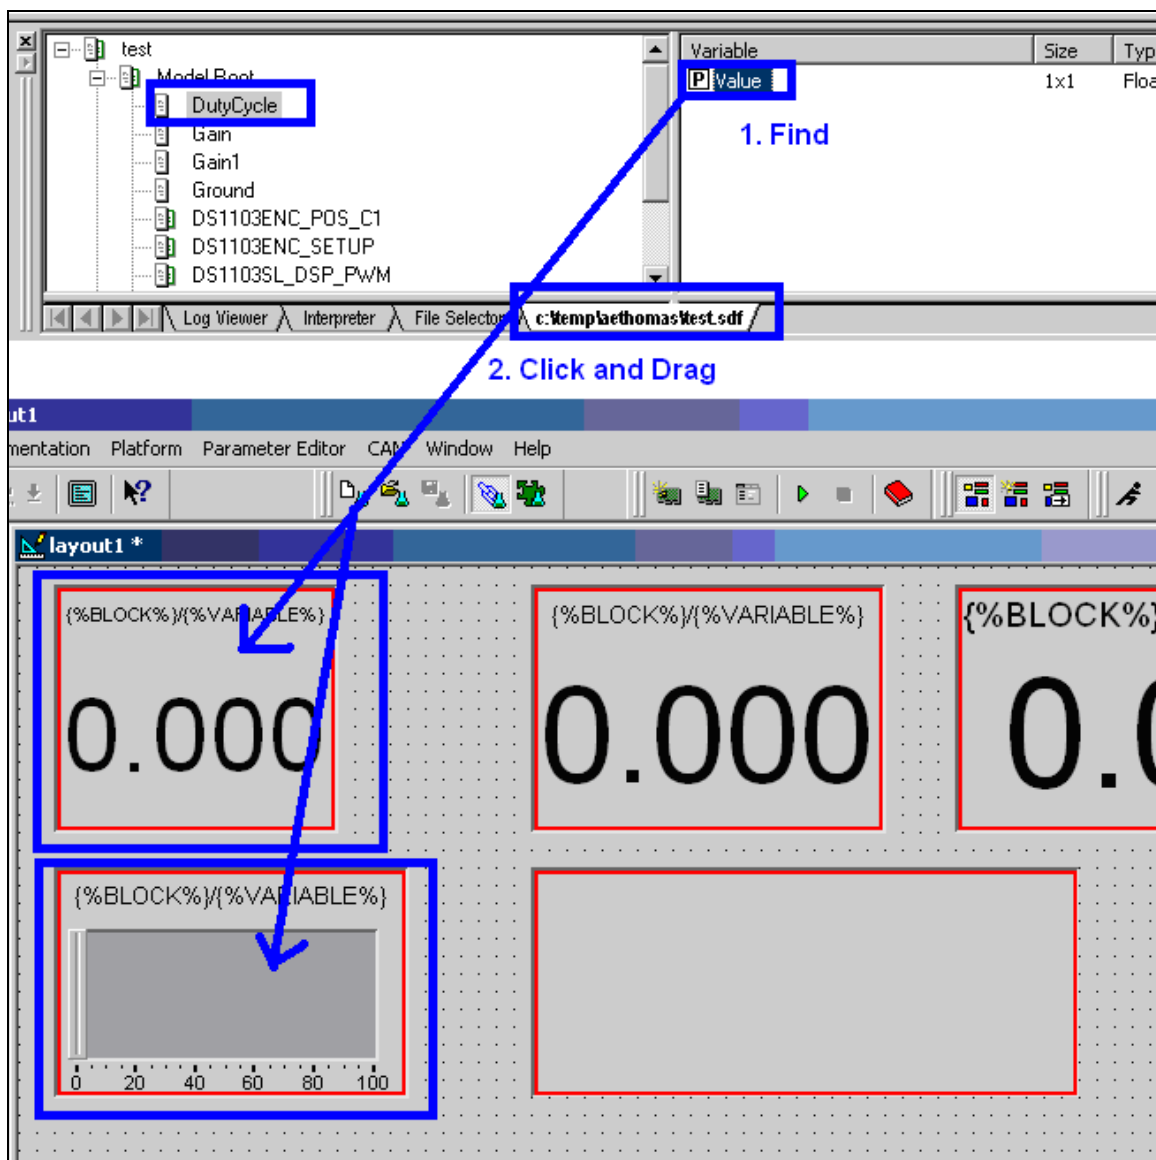 test
Variable
Size
Typ
Model Root
Value
1x1
Floa
DutyCycle
1. Find
Gain
Gain1
Ground
DS1103ENC_POS_C1
DS1103ENC_SETUP
DS1103SL_DSP_PWM
Log Viewer
Interpreter
File Selector
c:\temp\aethomas\test.sdf
2. Click and Drag
ut1
mentation Platform Parameter Editor CAN Window Help
layout1 *
{%BLOCK%}/{%VARIABLE%}
{%BLOCK%}/{%VARIABLE%}
{%BLOCK%}
0.000
0.000
0.0
{%BLOCK%}/{%VARIABLE%}
0 20 40 60 80 100